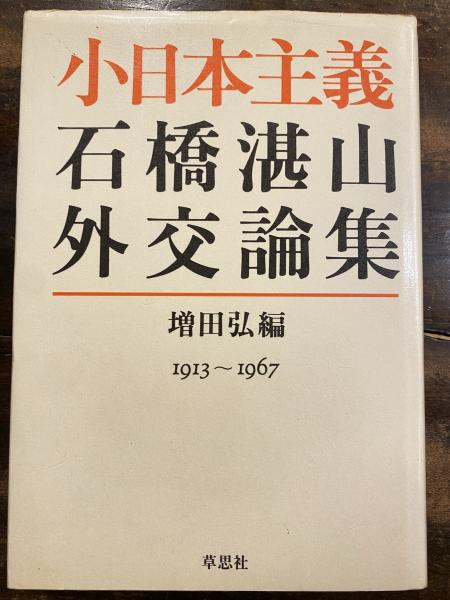 小日本主義
石橋湛山
外交論集
増田弘編
1913～1967
草思社